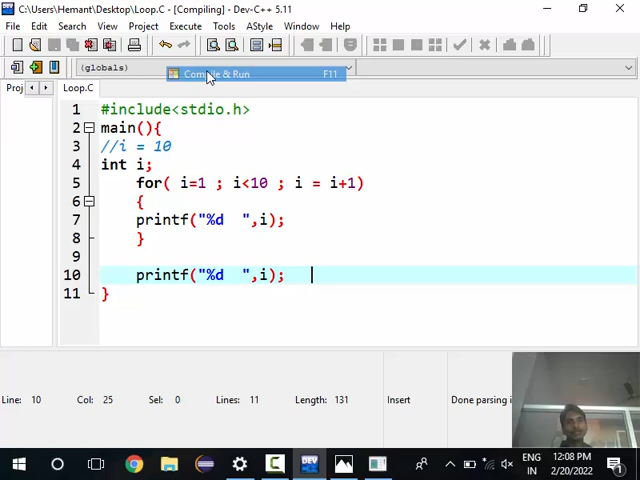 C:\Users\Hemant\Desktop\Loop.C - [Compiling] - Dev-C++ 5.11
File Edit Search View Project Execute Tools AStyle Window Help
(globals)
Compile & Run F11
Proj Loop.C
1 #include<stdio.h>
2 main(){
3 //i = 10
4 int i;
5 for( i=1 ; i<10 ; i = i+1)
6 {
7 printf("%d ",i);
8 }
9
10 printf("%d ",i);
11 }
Line: 10 Col: 25 Sel: 0 Lines: 11 Length: 131 Insert Done parsing i
DEV
ENG 12:08 PM
IN 2/20/2022